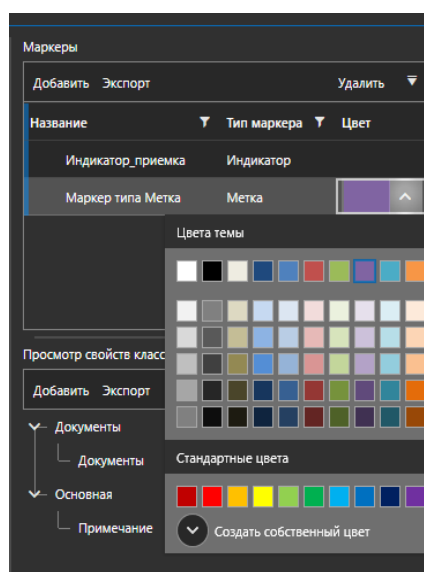 Маркеры
Добавить Экспорт Удалить
Название Тип маркера Цвет
Индикатор_приемка Индикатор
Маркер типа Метка Метка
Цвета темы
Просмотр свойств класс
Добавить Экспорт
Документы
Документы
Стандартные цвета
Основная
Примечание
Создать собственный цвет